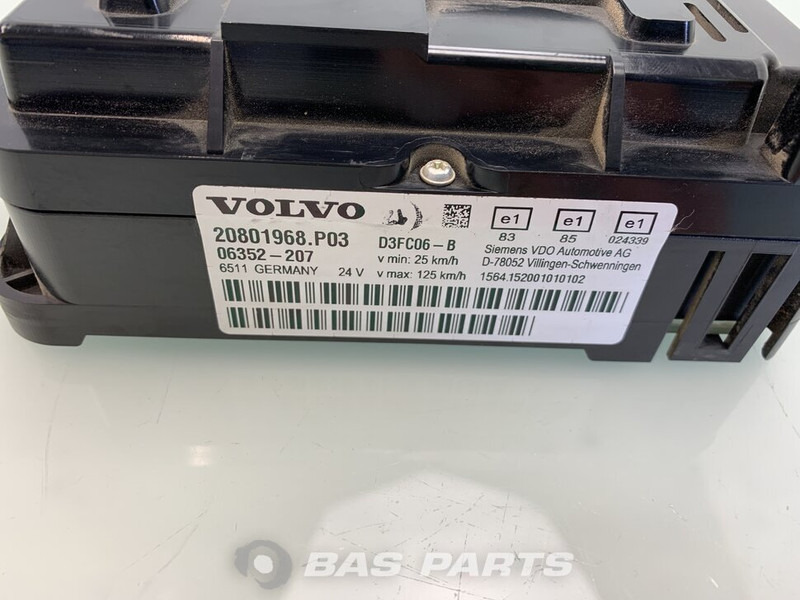 VOLVO
20801968.P03 D3FC06-B e1 e1 e1
83 85 024339
06352-207 v min: 25 km/h Siemens VDO Automotive AG
6511 GERMANY 24 V v max: 125 km/h D-78052 Villingen-Schwenningen
1564.152001010102
BAS PARTS